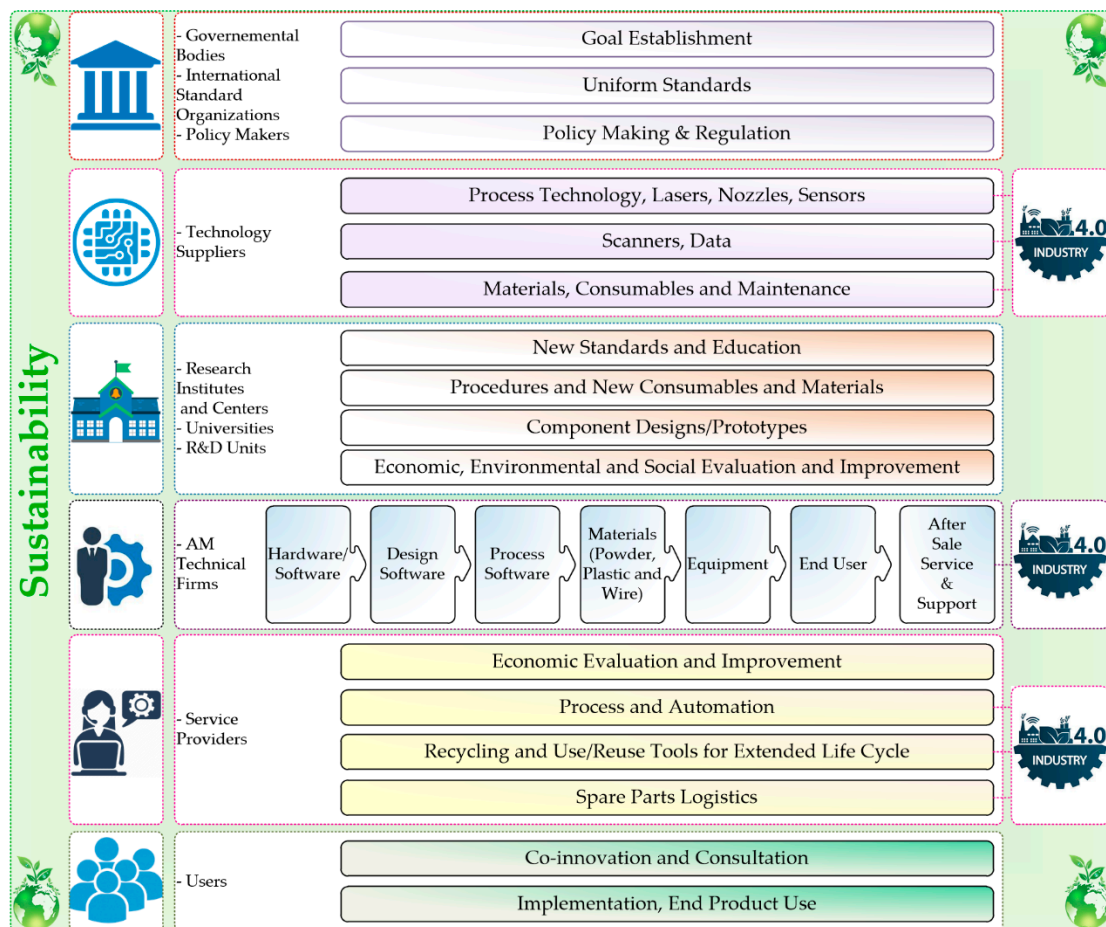 Sustainability
- Governemental
Bodies
- International
Standard
Organizations
- Policy Makers
Goal Establishment
Uniform Standards
Policy Making & Regulation
- Technology
Suppliers
Process Technology, Lasers, Nozzles, Sensors
Scanners, Data
Materials, Consumables and Maintenance
4.0
INDUSTRY
- Research
Institutes
and Centers
- Universities
- R&D Units
New Standards and Education
Procedures and New Consumables and Materials
Component Designs/Prototypes
Economic, Environmental and Social Evaluation and Improvement
- AM
Technical
Firms
Hardware/
Software
Design
Software
Process
Software
Materials
(Powder,
Plastic and
Wire)
Equipment
End User
After
Sale
Service
&
Support
4.0
INDUSTRY
- Service
Providers
Economic Evaluation and Improvement
Process and Automation
Recycling and Use/Reuse Tools for Extended Life Cycle
Spare Parts Logistics
4.0
INDUSTRY
- Users
Co-innovation and Consultation
Implementation, End Product Use